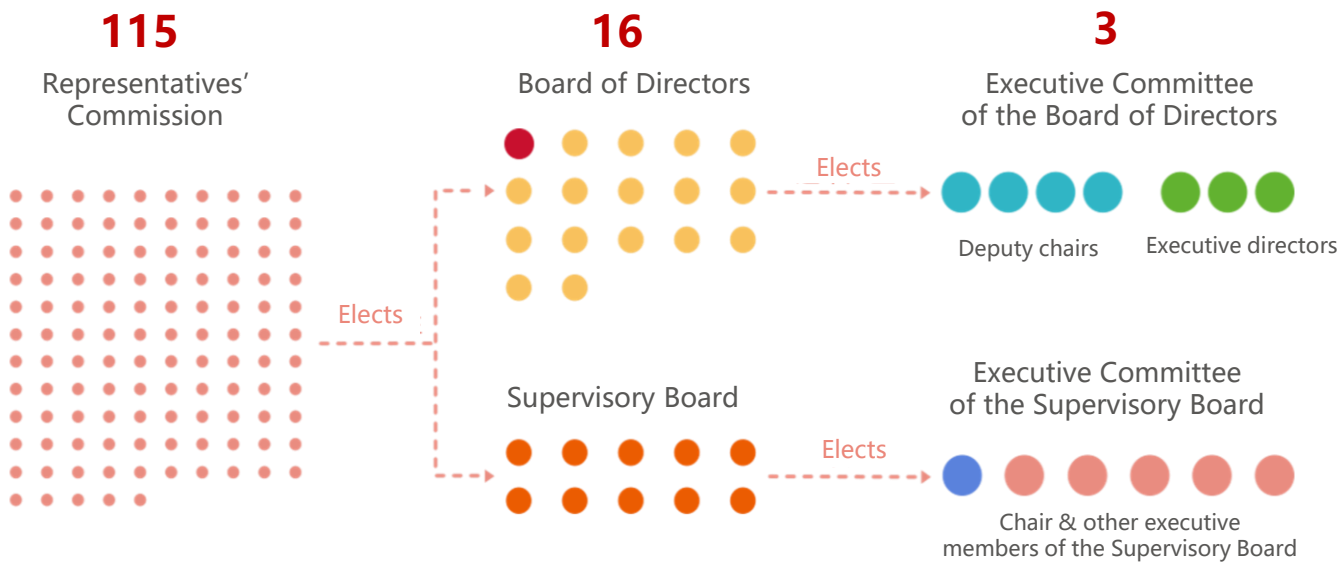 115
Representatives'
Commission
Elects
16
Board of Directors
Elects
3
Executive Committee
of the Board of Directors
Deputy chairs
Executive directors
Supervisory Board
Elects
Executive Committee
of the Supervisory Board
Chair & other executive
members of the Supervisory Board